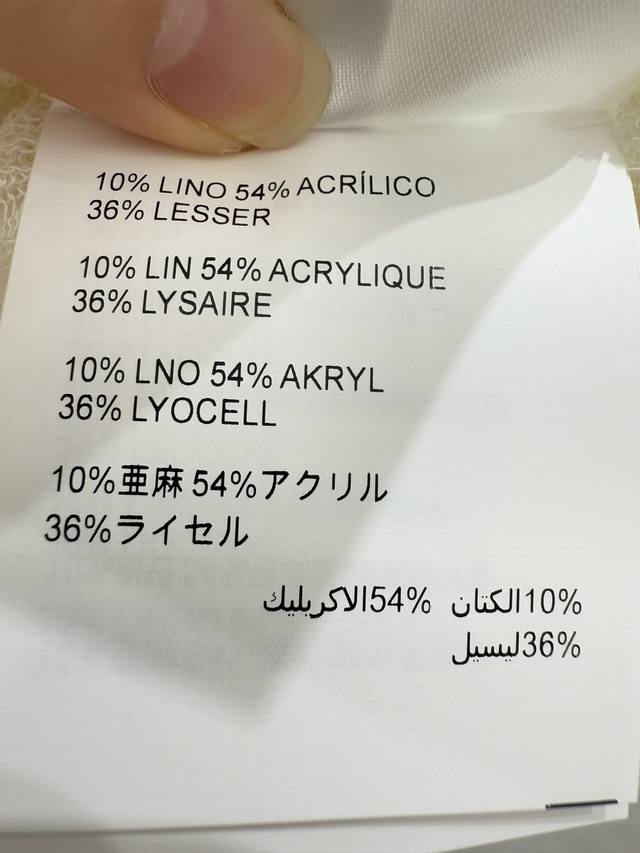 10% LINO 54% ACRÍLICO
36% LESSER
10% LIN 54% ACRYLIQUE
36% LYSAIRE
10% LNO 54% AKRYL
36% LYOCELL
10%亜麻 54%アクリル
36%ライセル
10%الكتان 54%الاكريليك
36%ليسيل